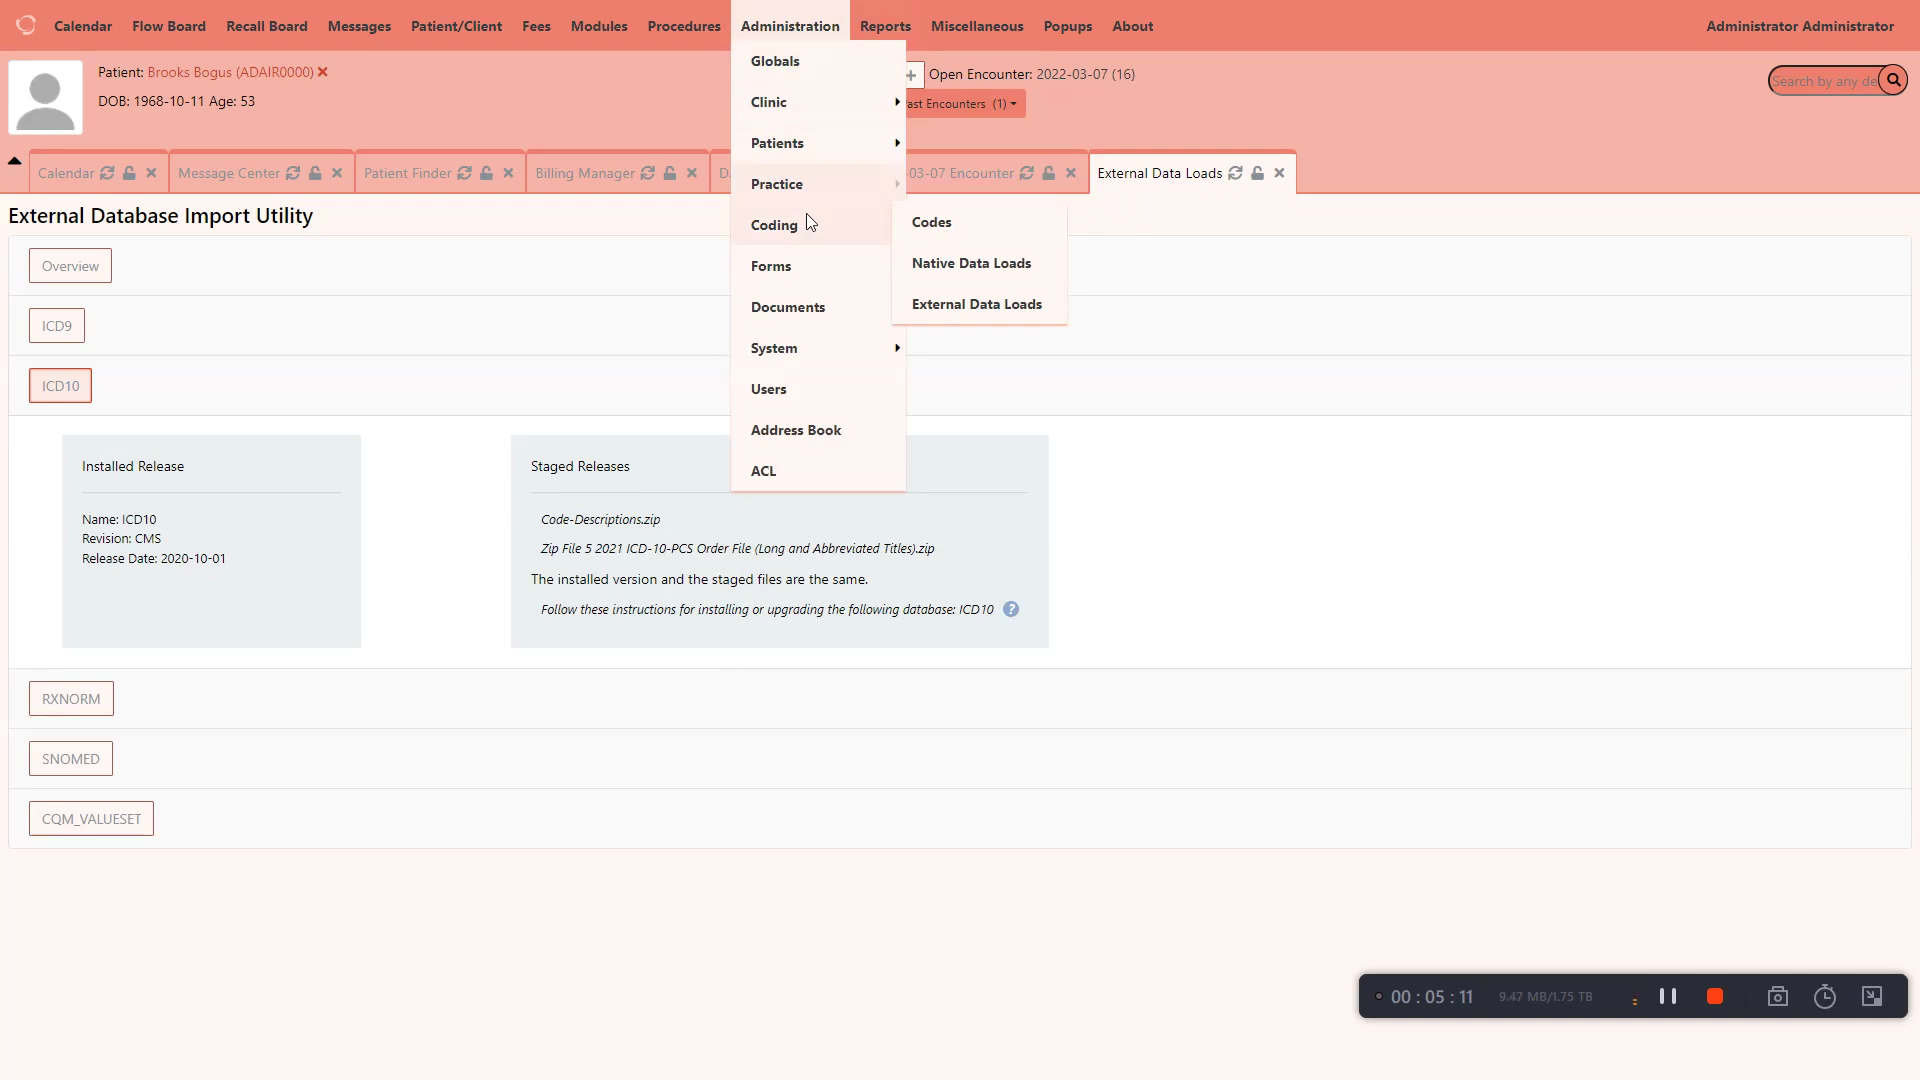 Calendar Flow Board Recall Board Messages Patient/Client Fees Modules Procedures Administration Reports Miscellaneous Popups About Administrator Administrator
Patient: Brooks Bogus (ADAIR0000)
DOB: 1968-10-11 Age: 53
Open Encounter: 2022-03-07 (16)
ast Encounters (1)
Search by any de
Calendar Message Center Patient Finder Billing Manager D -03-07 Encounter External Data Loads
Globals
Clinic
Patients
Practice
Coding
Forms
Documents
System
Users
Address Book
ACL
Codes
Native Data Loads
External Data Loads
External Database Import Utility
Overview
ICD9
ICD10
Installed Release
Name: ICD10
Revision: CMS
Release Date: 2020-10-01
Staged Releases
Code-Descriptions.zip
Zip File 5 2021 ICD-10-PCS Order File (Long and Abbreviated Titles).zip
The installed version and the staged files are the same.
Follow these instructions for installing or upgrading the following database: ICD10 ?
RXNORM
SNOMED
CQM_VALUESET
00 : 05 : 11 9.47 MB/1.75 TB